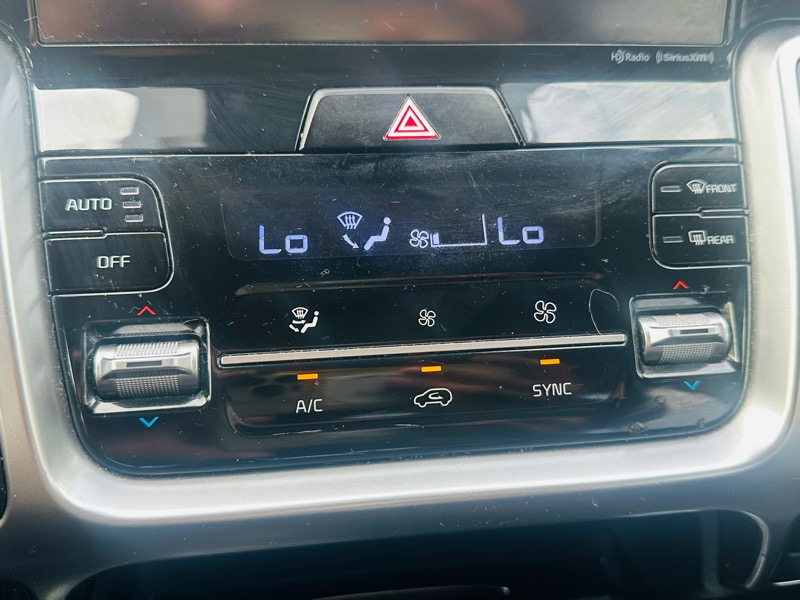 HD Radio ((SiriusXM))
AUTO
FRONT
Lo Lo
OFF
REAR
A/C
SYNC